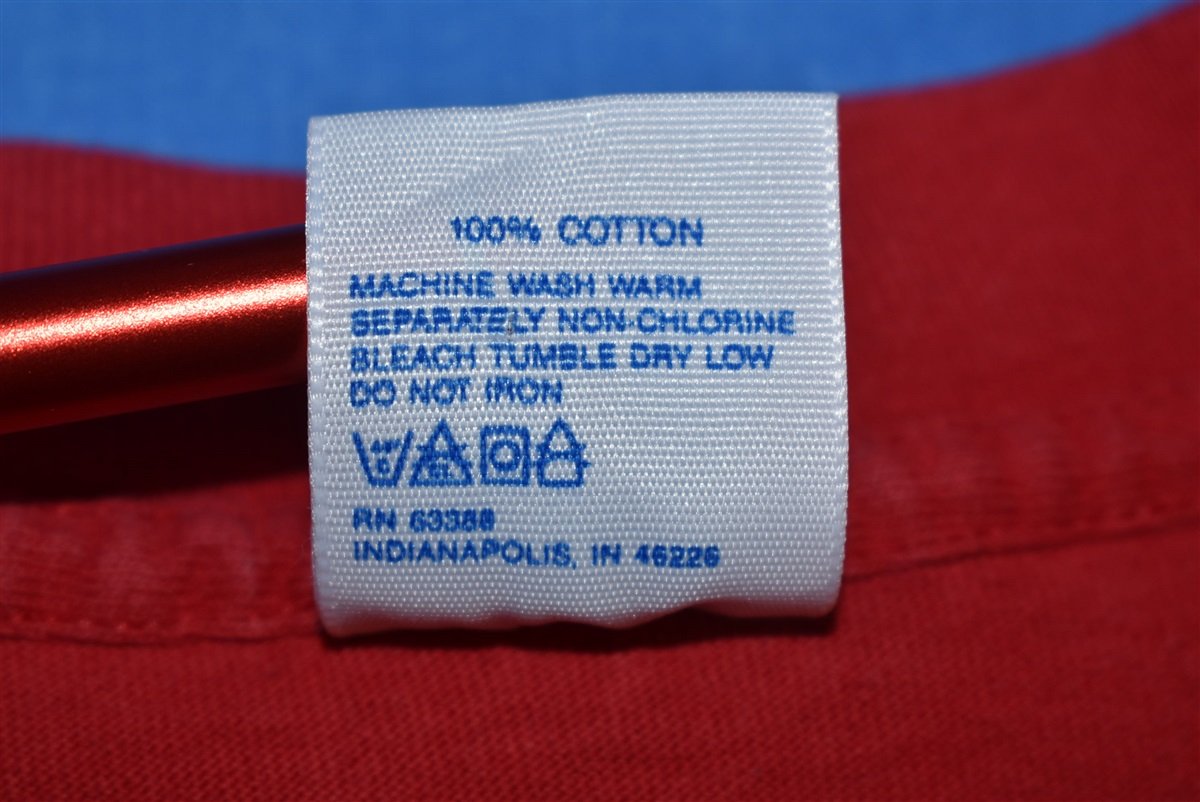 100% COTTON
MACHINE WASH WARM
SEPARATELY NON-CHLORINE
BLEACH TUMBLE DRY LOW
DO NOT IRON
RN 63388
INDIANAPOLIS, IN 46226